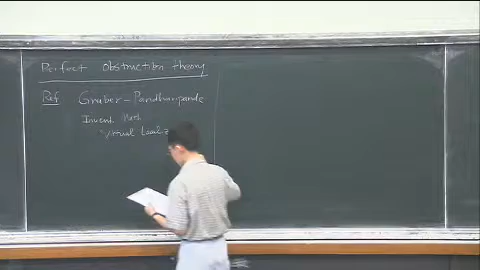 Perfect Obstruction theory
Ref Graber-Pandharipande
Invent Math
"Virtual Local